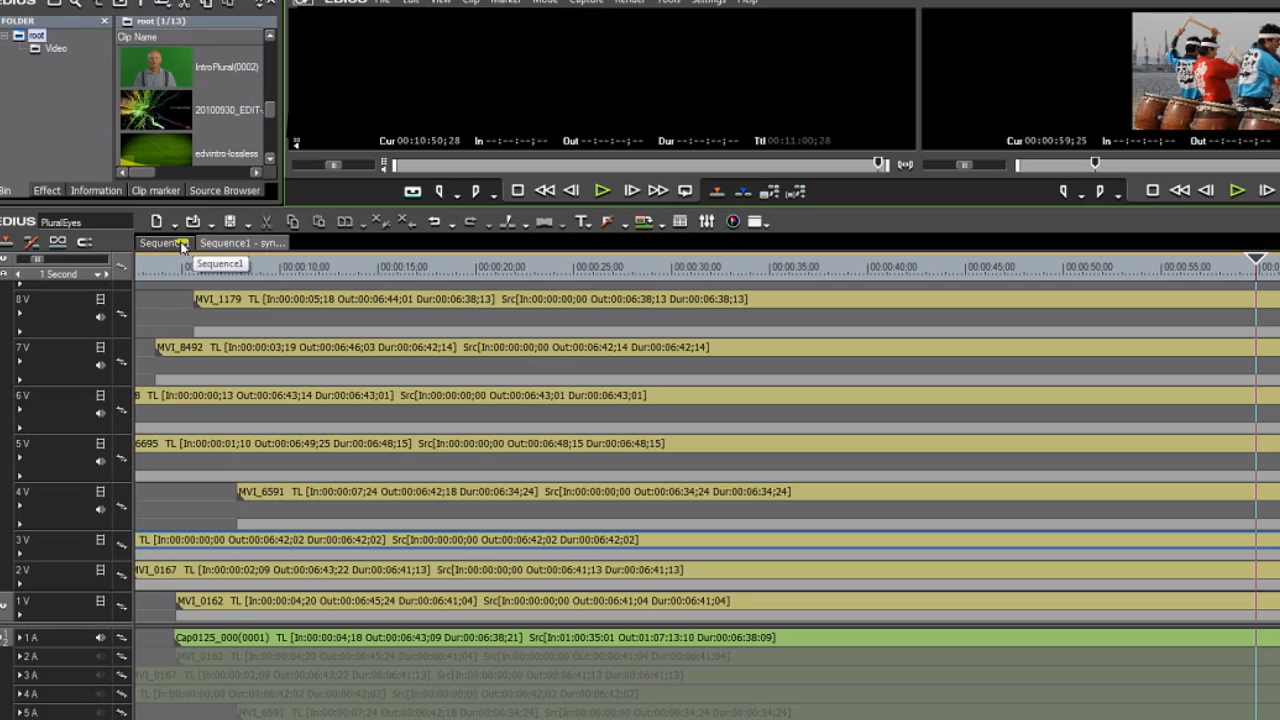 EDIUS File Edit View Clip Marker Mode Capture Render Tools Settings Help
FOLDER
root (1/13)
root
Video
Clip Name
IntroPlural(0002)
20100930_EDIT-
edvintro-lossless
Cur 00:10:50;28 In --:--:--;-- Out --:--:--;-- Dur --:--:--;-- Ttl 00:11:00;28
Cur 00:00:59;25 In --:--:--;-- Out --:--:--;--
Bin Effect Information Clip marker Source Browser
EDIUS PluralEyes
Sequence1 - syn...
Sequence1
1 Second
00:00:10;00 00:00:15;00 00:00:20;00 00:00:25;00 00:00:30;00 00:00:35;00 00:00:40;00 00:00:45;00 00:00:50;00 00:00:55;00
8 V MVI_1179 TL [In:00:00:05;18 Out:00:06:44;01 Dur:00:06:38;13] Src[In:00:00:00;00 Out:00:06:38;13 Dur:00:06:38;13]
7 V MVI_8492 TL [In:00:00:03;19 Out:00:06:46;03 Dur:00:06:42;14] Src[In:00:00:00;00 Out:00:06:42;14 Dur:00:06:42;14]
6 V 8 TL [In:00:00:00;13 Out:00:06:43;14 Dur:00:06:43;01] Src[In:00:00:00;00 Out:00:06:43;01 Dur:00:06:43;01]
5 V 6695 TL [In:00:00:01;10 Out:00:06:49;25 Dur:00:06:48;15] Src[In:00:00:00;00 Out:00:06:48;15 Dur:00:06:48;15]
4 V MVI_6591 TL [In:00:00:07;24 Out:00:06:42;18 Dur:00:06:34;24] Src[In:00:00:00;00 Out:00:06:34;24 Dur:00:06:34;24]
3 V TL [In:00:00:00;00 Out:00:06:42;02 Dur:00:06:42;02] Src[In:00:00:00;00 Out:00:06:42;02 Dur:00:06:42;02]
2 V MVI_0167 TL [In:00:00:02;09 Out:00:06:43;22 Dur:00:06:41;13] Src[In:00:00:00;00 Out:00:06:41;13 Dur:00:06:41;13]
1 V MVI_0162 TL [In:00:00:04;20 Out:00:06:45;24 Dur:00:06:41;04] Src[In:00:00:00;00 Out:00:06:41;04 Dur:00:06:41;04]
1 A Cap0125_000(0001) TL [In:00:00:04;18 Out:00:06:43;09 Dur:00:06:38;21] Src[In:01:00:35:01 Out:01:07:13:10 Dur:00:06:38:09]
2 A MVI_0162 TL [In:00:00:04;20 Out:00:06:45;24 Dur:00:06:41;04] Src[In:00:00:00;00 Out:00:06:41;04 Dur:00:06:41;04]
3 A MVI_0167 TL [In:00:00:02;09 Out:00:06:43;22 Dur:00:06:41;13] Src[In:00:00:00;00 Out:00:06:41;13 Dur:00:06:41;13]
4 A TL [In:00:00:00;00 Out:00:06:42;02 Dur:00:06:42;02] Src[In:00:00:00;00 Out:00:06:42;02 Dur:00:06:42;02]
5 A MVI_6591 TL [In:00:00:07;24 Out:00:06:42;18 Dur:00:06:34;24] Src[In:00:00:00;00 Out:00:06:34;24 Dur:00:06:34;24]